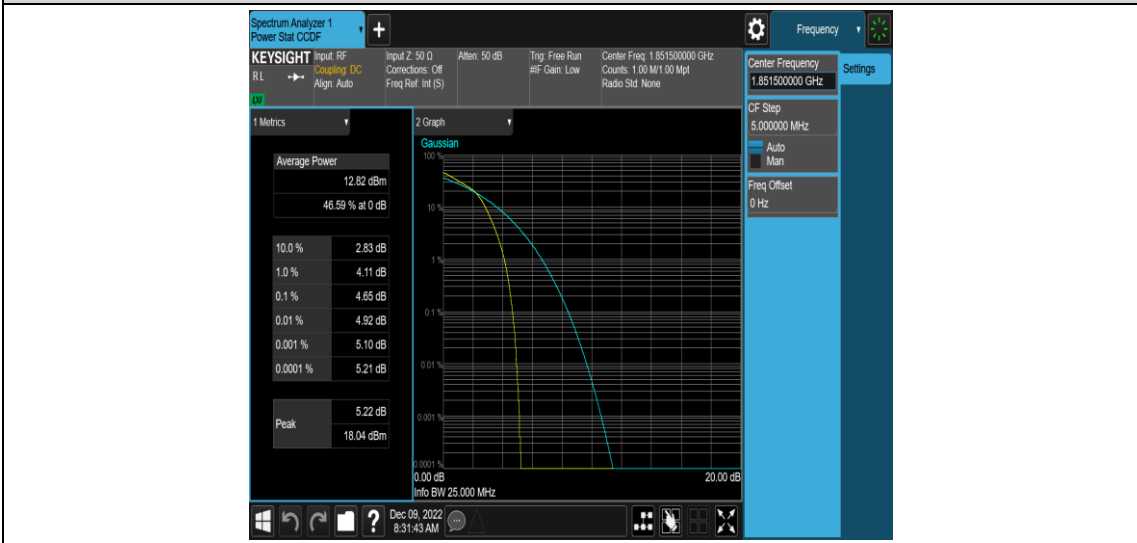 Spectrum Analyzer 1
Power Stat CCDF
+
Frequency
KEYSIGHT
R L
LXI
Input: RF
Coupling: DC
Align: Auto
Input Z: 50 Ω
Corrections: Off
Freq Ref: Int (S)
Atten: 50 dB
Trig: Free Run
#IF Gain: Low
Center Freq: 1.851500000 GHz
Counts: 1.00 M/1.00 Mpt
Radio Std: None
Center Frequency
1.851500000 GHz
Settings
CF Step
5.000000 MHz
Auto
Man
Freq Offset
0 Hz
1 Metrics
Average Power
12.82 dBm
46.59 % at 0 dB
10.0 % 2.83 dB
1.0 % 4.11 dB
0.1 % 4.65 dB
0.01 % 4.92 dB
0.001 % 5.10 dB
0.0001 % 5.21 dB
Peak
5.22 dB
18.04 dBm
2 Graph
Gaussian
100 %
10 %
1 %
0.1 %
0.01 %
0.001 %
0.0001 %
0.00 dB 20.00 dB
Info BW 25.000 MHz
?
Dec 09, 2022
8:31:43 AM